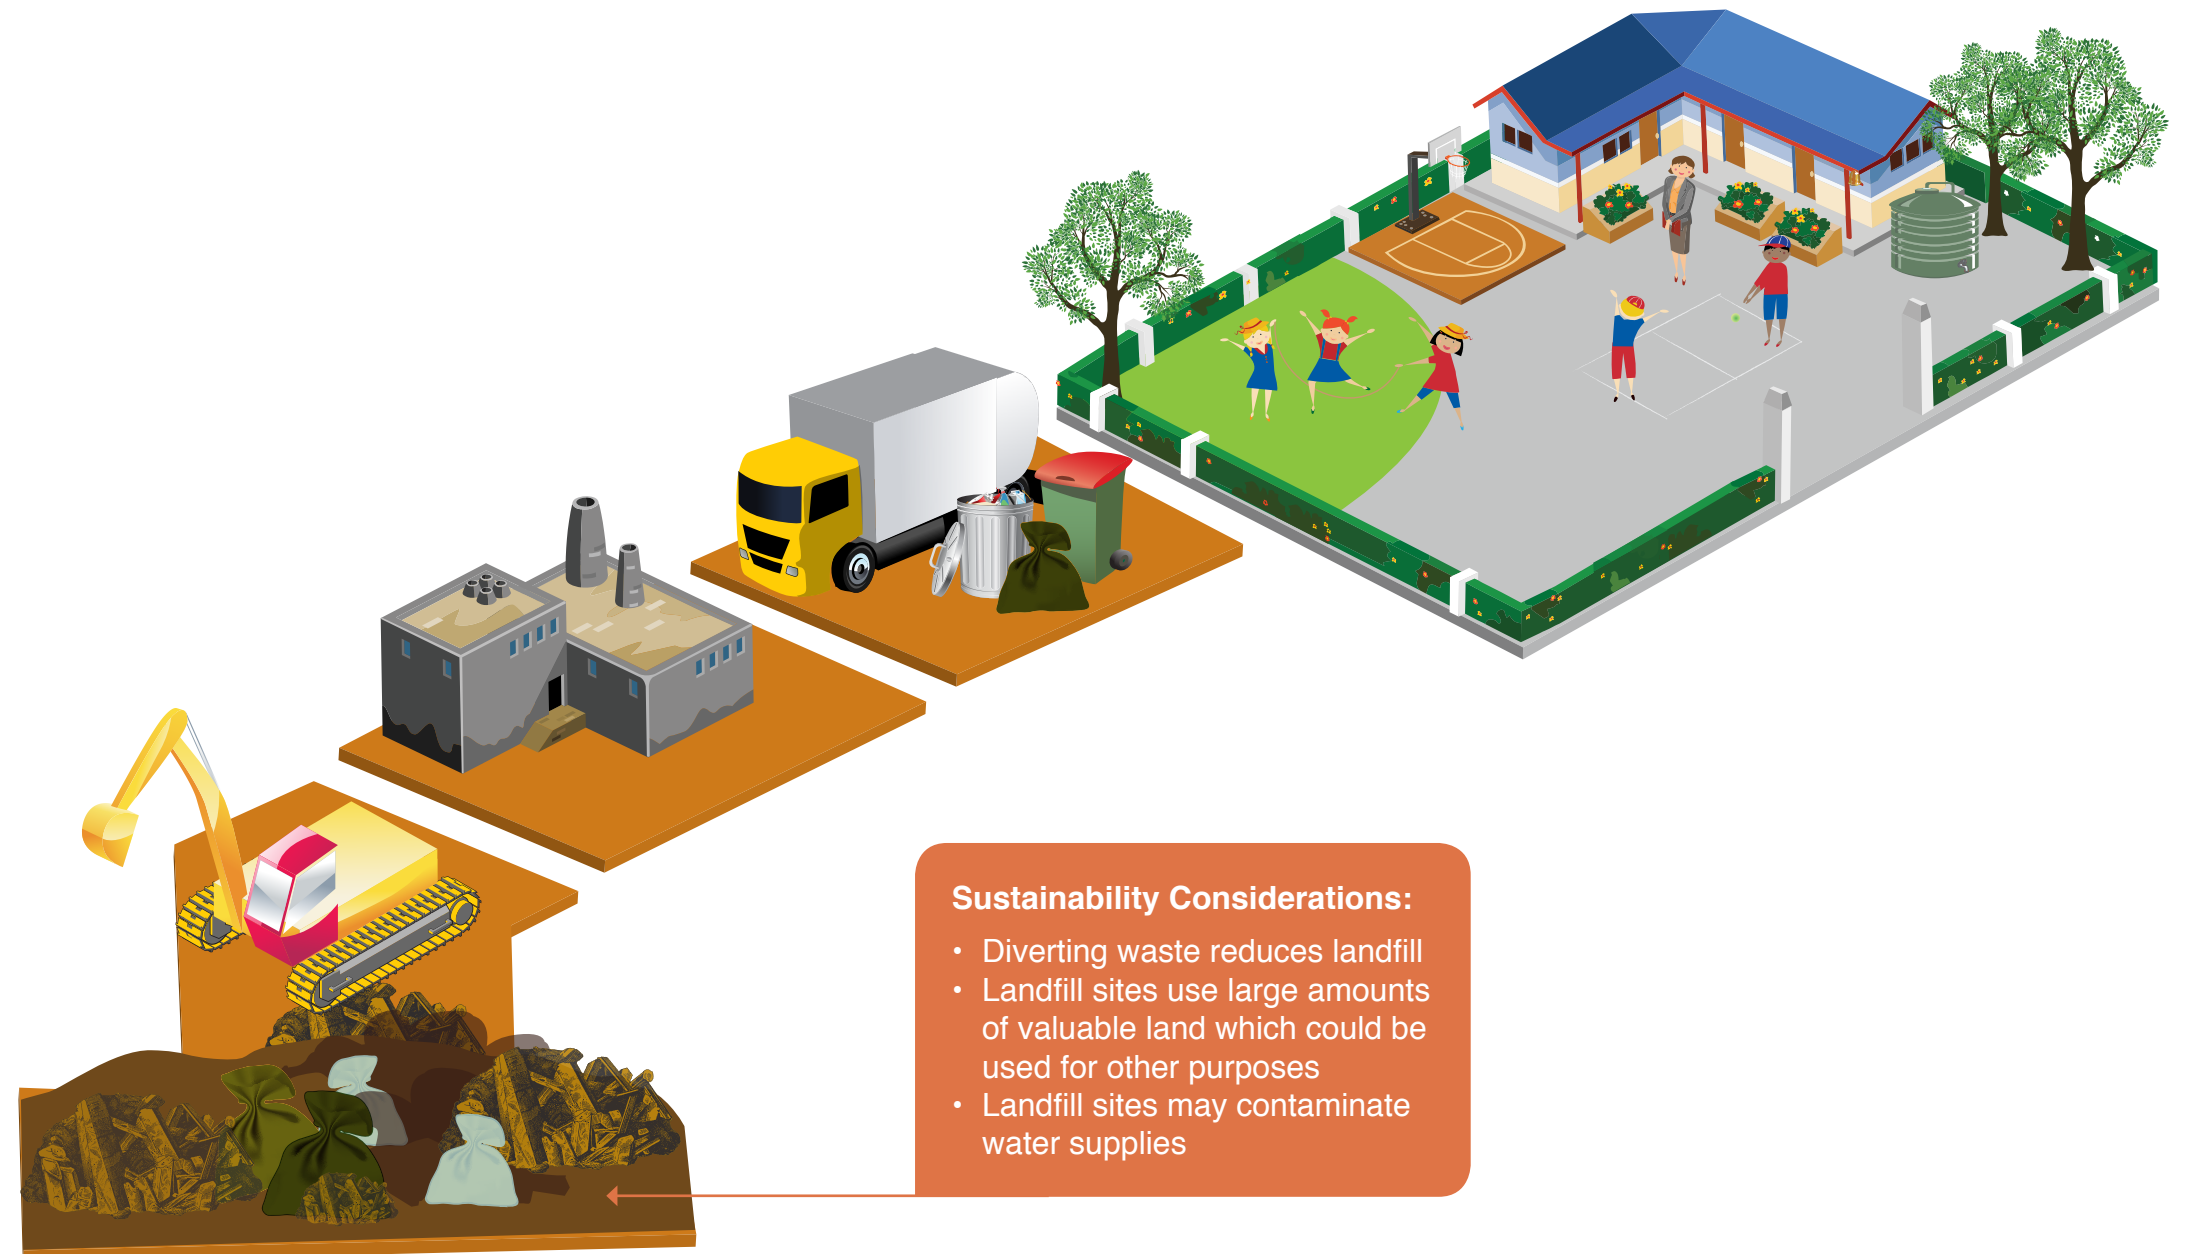 Sustainability Considerations:
• Diverting waste reduces landfill
• Landfill sites use large amounts
of valuable land which could be
used for other purposes
• Landfill sites may contaminate
water supplies